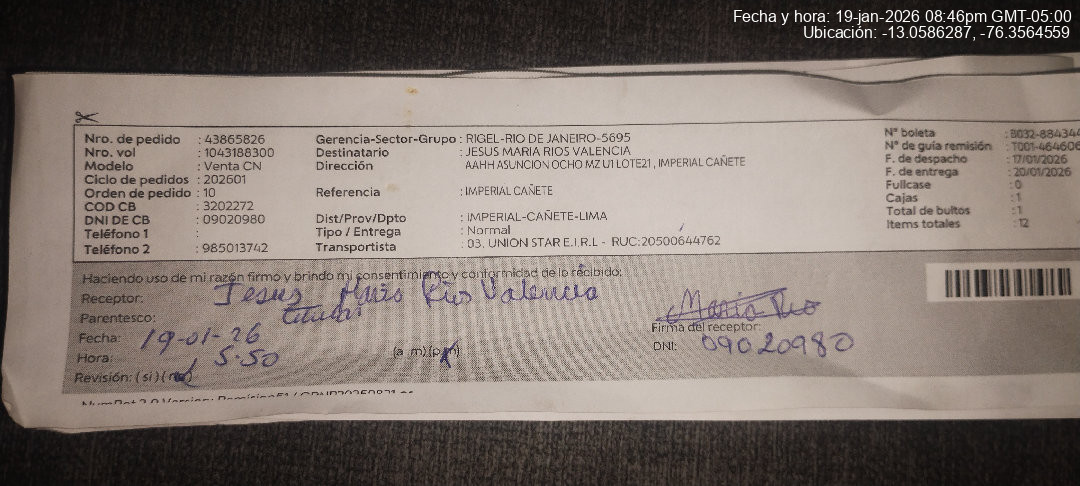 Fecha y hora: 19-jan-2026 08:46pm GMT-05:00
Ubicación: -13.0586287, -76.3564559
Nro. de pedido : 43865826
Nro. vol : 1043188300
Modelo : Venta CN
Ciclo de pedidos : 202601
Orden de pedido : 10
COD CB : 3202272
DNI DE CB : 09020980
Teléfono 1 :
Teléfono 2 : 985013742
Gerencia-Sector-Grupo : RIGEL-RIO DE JANEIRO-5695
Destinatario : JESUS MARIA RIOS VALENCIA
Dirección AAHH ASUNCION OCHO MZ U1 LOTE21 , IMPERIAL CAÑETE
Referencia : IMPERIAL CAÑETE
Dist/Prov/Dpto : IMPERIAL-CAÑETE-LIMA
Tipo / Entrega : Normal
Transportista : 03. UNION STAR E.I.R.L - RUC:20500644762
N° boleta : B032-884344
N° de guía remisión : T001-464606
F. de despacho : 17/01/2026
F. de entrega : 20/01/2026
Fullcase : 0
Cajas : 1
Total de bultos : 1
Items totales : 12
Haciendo uso de mi razón firmo y brindo mi consentimiento y conformidad de lo recibido:
Receptor: Jesus Rios Valencia
Parentesco: titular
Fecha: 19-01-26
Hora: 5:50 (a .m) (p.m)
Revisión: (si) (no)
Maria Rio
Firma del receptor:
DNI: 09020980